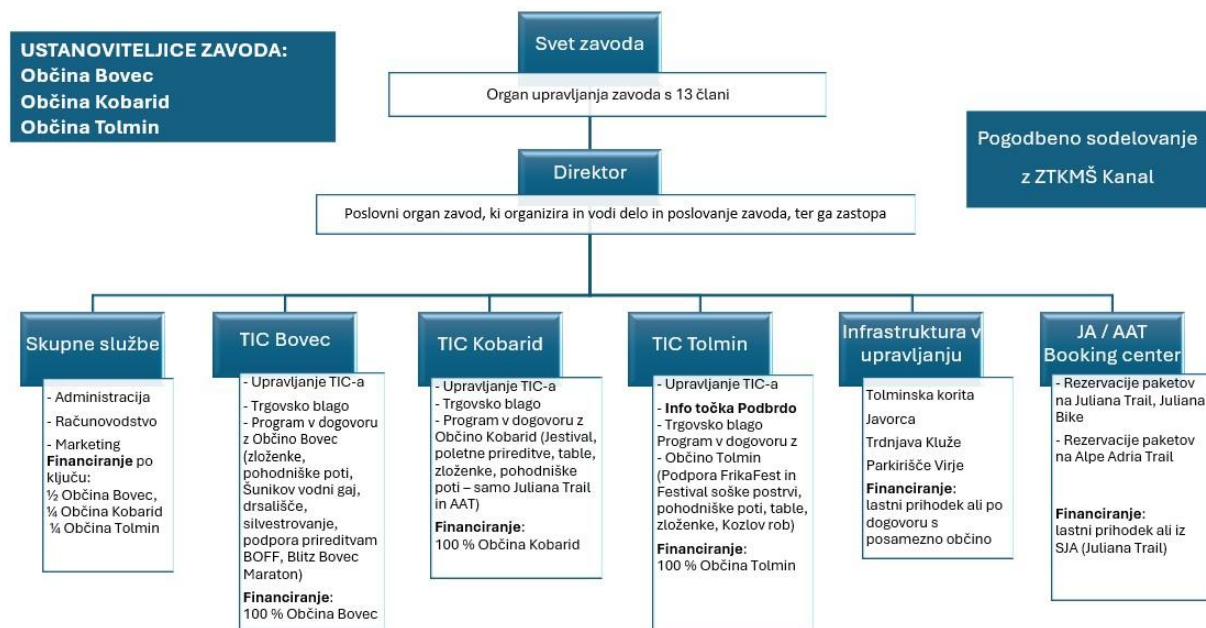 USTANOVITELJICE ZAVODA:
Občina Bovec
Občina Kobarid
Občina Tolmin
Svet zavoda
Organ upravljanja zavoda s 13 člani
Pogodbeno sodelovanje
z ZTKMŠ Kanal
Direktor
Poslovni organ zavod, ki organizira in vodi delo in poslovanje zavoda, ter ga zastopa
Skupne službe
- Administracija
- Računovodstvo
- Marketing
Financiranje po
ključu:
½ Občina Bovec,
¼ Občina Kobarid
¼ Občina Tolmin
TIC Bovec
- Upravljanje TIC-a
- Trgovsko blago
- Program v dogovoru
z Občino Bovec
(zloženke,
pohodniške poti,
Šunikov vodni gaj,
drsališče,
silvestrovanje,
podpora prireditvam
BOFF, Blitz Bovec
Maraton)
Financiranje:
100 % Občina Bovec
TIC Kobarid
- Upravljanje TIC-a
- Trgovsko blago
- Program v dogovoru z
Občino Kobarid (Jestival,
poletne prireditve, table,
zloženke, pohodniške
poti – samo Juliana Trail
in AAT)
Financiranje:
100 % Občina Kobarid
TIC Tolmin
- Upravljanje TIC-a
- Info točka Podbrdo
- Trgovsko blago
Program v dogovoru z
- Občino Tolmin
(Podpora FrikaFest in
Festival soške postrvi,
pohodniške poti, table,
zloženke, Kozlov rob)
Financiranje:
100 % Občina Tolmin
Infrastruktura v
upravljanju
Tolminska korita
Javorca
Trdnjava Kluže
Parkirišče Virje
Financiranje:
lastni prihodek ali po
dogovoru s
posamezno občino
JA / AAT
Booking center
- Rezervacije paketov
na Juliana Trail, Juliana
Bike
- Rezervacije paketov
na Alpe Adria Trail
Financiranje:
lastni prihodek ali iz
SJA (Juliana Trail)